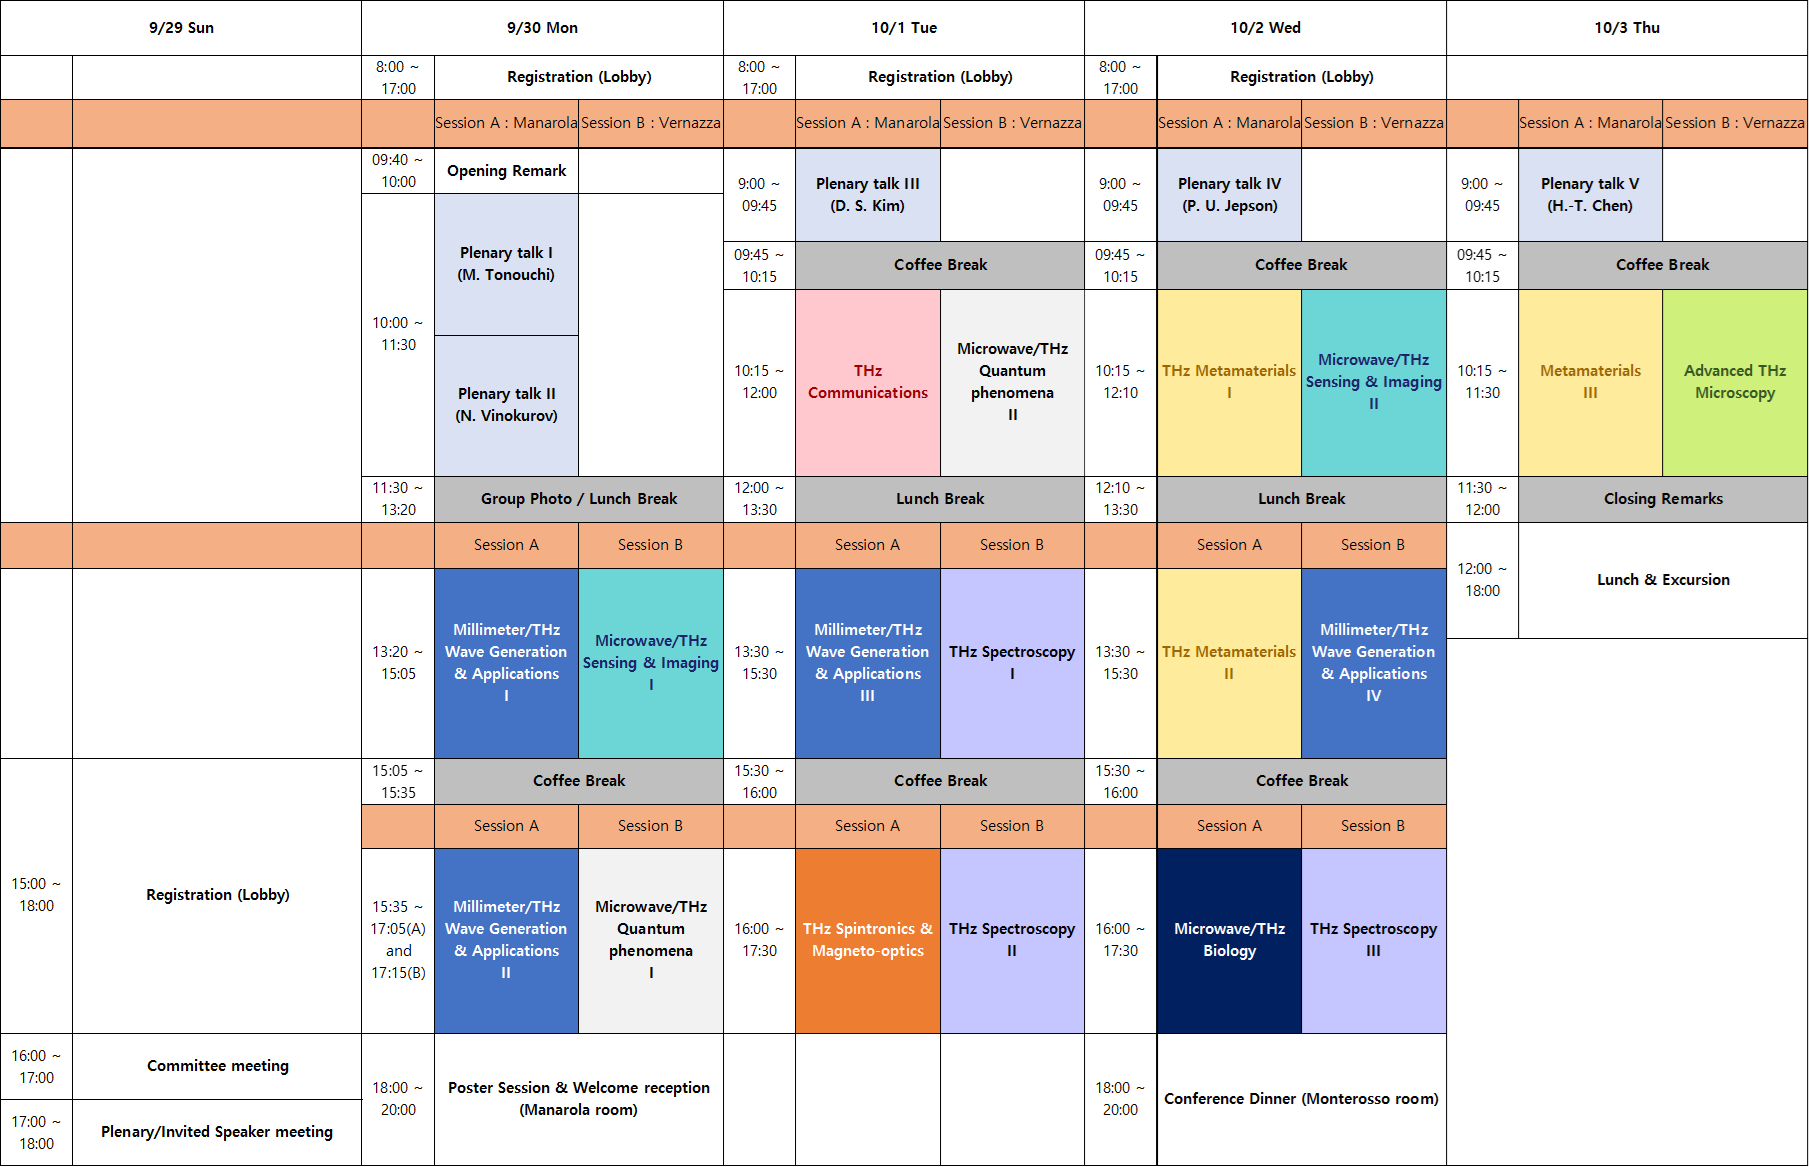 9/29 Sun
9/30 Mon
10/1 Tue
10/2 Wed
10/3 Thu
8:00 ~
17:00
Registration (Lobby)
8:00 ~
17:00
Registration (Lobby)
8:00 ~
17:00
Registration (Lobby)
Session A : Manarola
Session B : Vernazza
Session A : Manarola
Session B : Vernazza
Session A : Manarola
Session B : Vernazza
Session A : Manarola
Session B : Vernazza
09:40 ~
10:00
Opening Remark
9:00 ~
09:45
Plenary talk III
(D. S. Kim)
9:00 ~
09:45
Plenary talk IV
(P. U. Jepson)
9:00 ~
09:45
Plenary talk V
(H.-T. Chen)
10:00 ~
11:30
Plenary talk I
(M. Tonouchi)
Plenary talk II
(N. Vinokurov)
09:45 ~
10:15
Coffee Break
09:45 ~
10:15
Coffee Break
09:45 ~
10:15
Coffee Break
10:15 ~
12:00
THz
Communications
Microwave/THz
Quantum
phenomena
II
10:15 ~
12:10
THz Metamaterials
I
Microwave/THz
Sensing & Imaging
II
10:15 ~
11:30
Metamaterials
III
Advanced THz
Microscopy
11:30 ~
13:20
Group Photo / Lunch Break
12:00 ~
13:30
Lunch Break
12:10 ~
13:30
Lunch Break
11:30 ~
12:00
Closing Remarks
Session A
Session B
Session A
Session B
Session A
Session B
12:00 ~
18:00
Lunch & Excursion
13:20 ~
15:05
Millimeter/THz
Wave Generation
& Applications
I
Microwave/THz
Sensing & Imaging
I
13:30 ~
15:30
Millimeter/THz
Wave Generation
& Applications
III
THz Spectroscopy
I
13:30 ~
15:30
THz Metamaterials
II
Millimeter/THz
Wave Generation
& Applications
IV
15:05 ~
15:35
Coffee Break
15:30 ~
16:00
Coffee Break
15:30 ~
16:00
Coffee Break
Session A
Session B
Session A
Session B
Session A
Session B
15:00 ~
18:00
Registration (Lobby)
15:35 ~
17:05(A)
and
17:15(B)
Millimeter/THz
Wave Generation
& Applications
II
Microwave/THz
Quantum
phenomena
I
16:00 ~
17:30
THz Spintronics &
Magneto-optics
THz Spectroscopy
II
16:00 ~
17:30
Microwave/THz
Biology
THz Spectroscopy
III
16:00 ~
17:00
Committee meeting
17:00 ~
18:00
Plenary/Invited Speaker meeting
18:00 ~
20:00
Poster Session & Welcome reception
(Manarola room)
18:00 ~
20:00
Conference Dinner (Monterosso room)